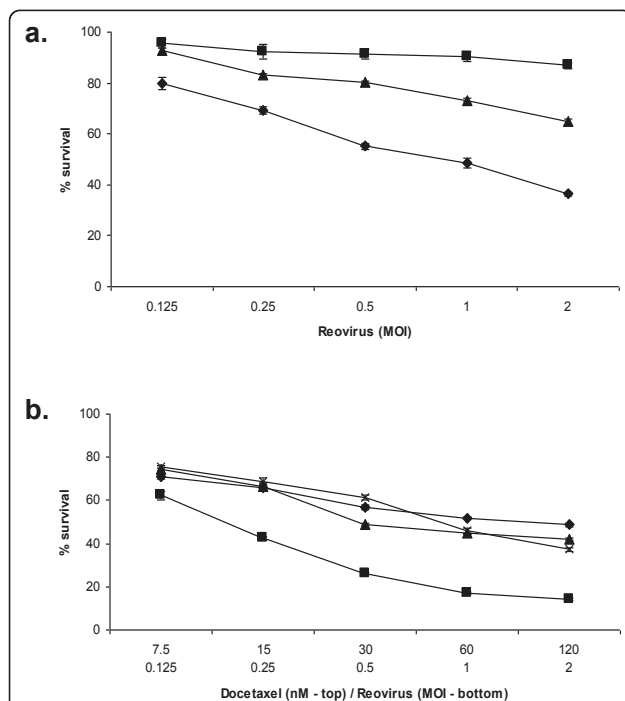 a.
100
80
60
40
20
0
% survival
0.125 0.25 0.5 1 2
Reovirus (MOI)
b.
100
80
60
40
20
0
% survival
7.5 15 30 60 120
0.125 0.25 0.5 1 2
Docetaxel (nM - top) / Reovirus (MOI - bottom)